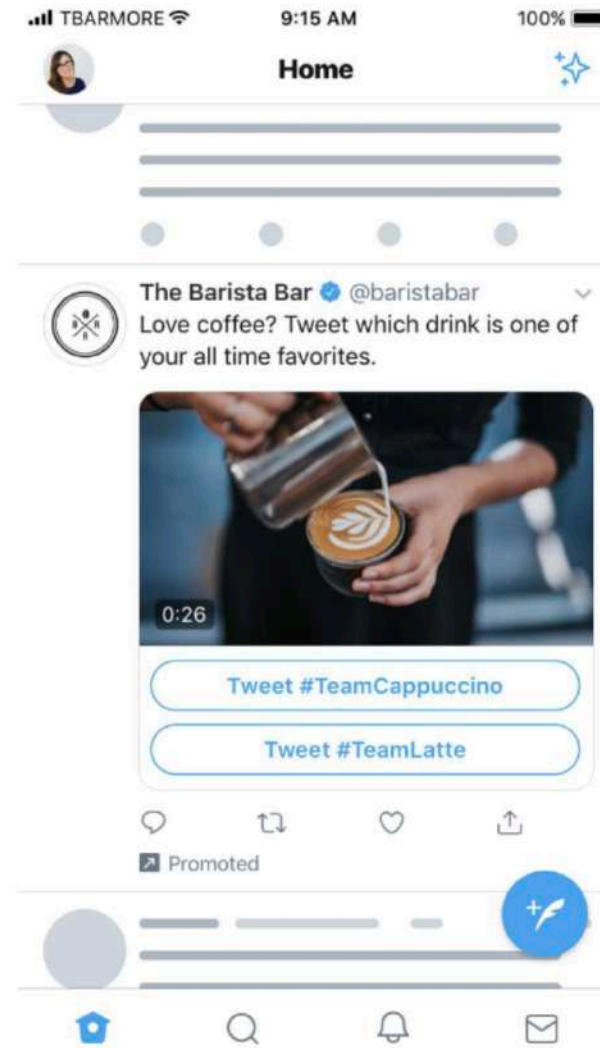 TBARMORE 9:15 AM 100%
Home
The Barista Bar @baristabar
Love coffee? Tweet which drink is one of
your all time favorites.
0:26
Tweet #TeamCappuccino
Tweet #TeamLatte
Promoted